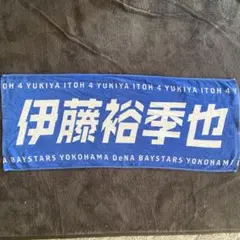 HOH 4 YUKIYA ITOH 4 YUKIYA ITOH 4 YUKIYA ITOH 4 Y
伊藤裕季也
A BAYSTARS YOKOHAMA DeNA BAYSTARS YOKOHAMA